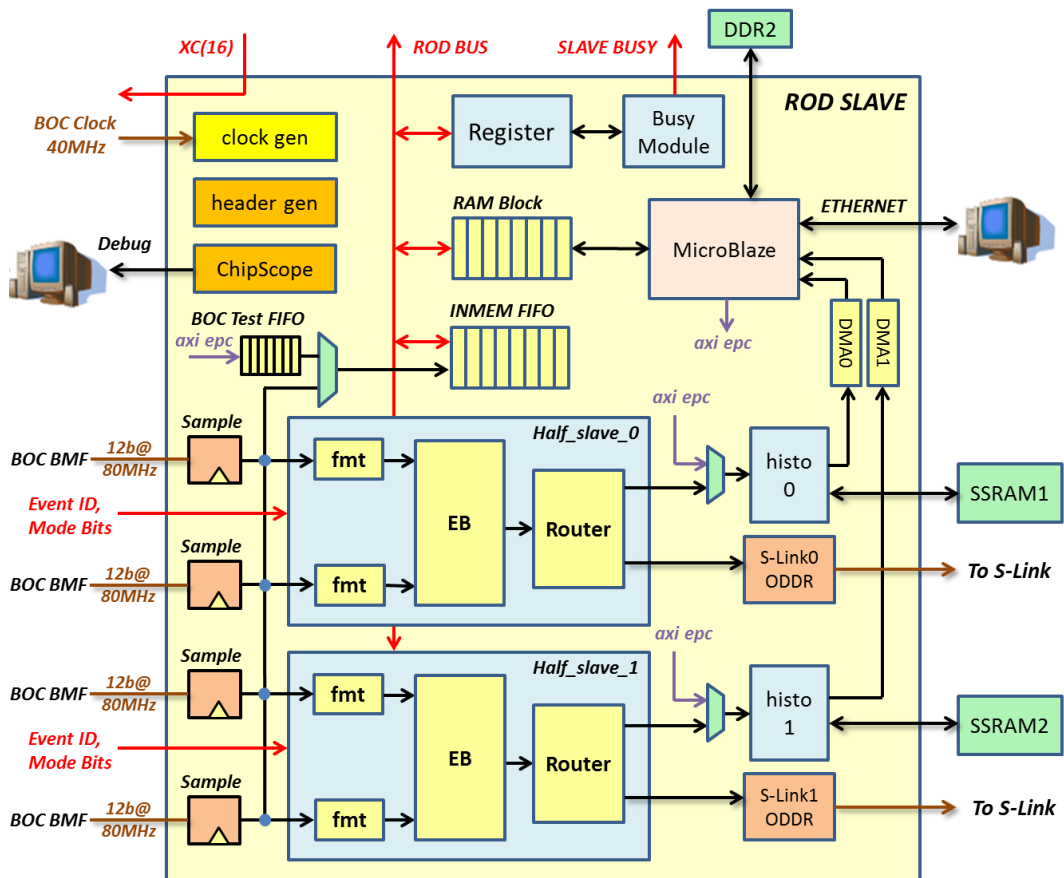 XC(16)
ROD BUS
SLAVE BUSY
DDR2
ROD SLAVE
BOC Clock
40MHz
clock gen
Register
Busy
Module
header gen
RAM Block
ETHERNET
Debug
ChipScope
MicroBlaze
BOC Test FIFO
axi epc
INMEM FIFO
axi epc
DMA0
DMA1
Sample
Half_slave_0
axi epc
BOC BMF
12b@
80MHz
fmt
histo
0
SSRAM1
Event ID,
Mode Bits
EB
Router
Sample
S-Link0
ODDR
To S-Link
BOC BMF
12b@
80MHz
fmt
axi epc
Sample
Half_slave_1
BOC BMF
12b@
80MHz
fmt
histo
1
SSRAM2
Event ID,
Mode Bits
EB
Router
Sample
S-Link1
ODDR
To S-Link
BOC BMF
12b@
80MHz
fmt